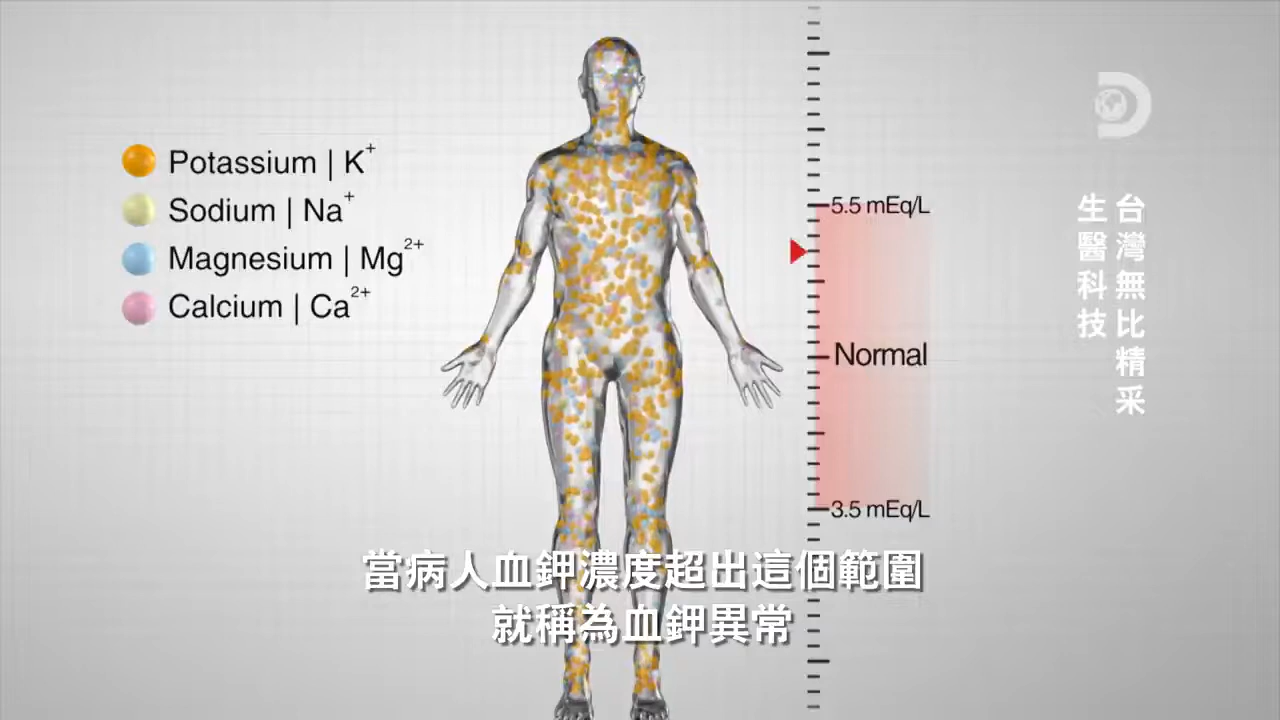 Potassium | K+
Sodium | Na+
Magnesium | Mg2+
Calcium | Ca2+
5.5 mEq/L
Normal
3.5 mEq/L
台灣無比精采
生醫科技
當病人血鉀濃度超出這個範圍
就稱為血鉀異常